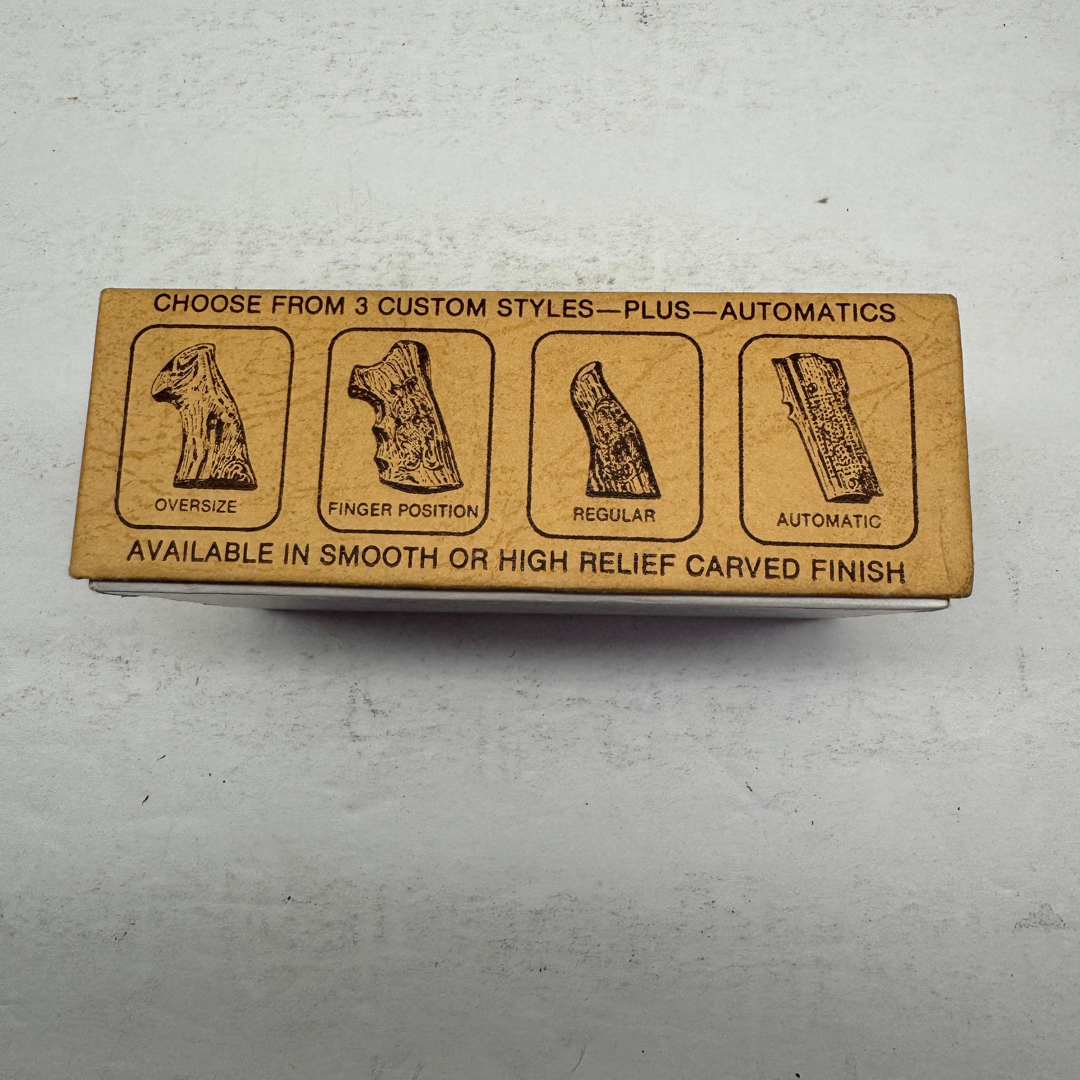 CHOOSE FROM 3 CUSTOM STYLES—PLUS—AUTOMATICS
OVERSIZE
FINGER POSITION
REGULAR
AUTOMATIC
AVAILABLE IN SMOOTH OR HIGH RELIEF CARVED FINISH